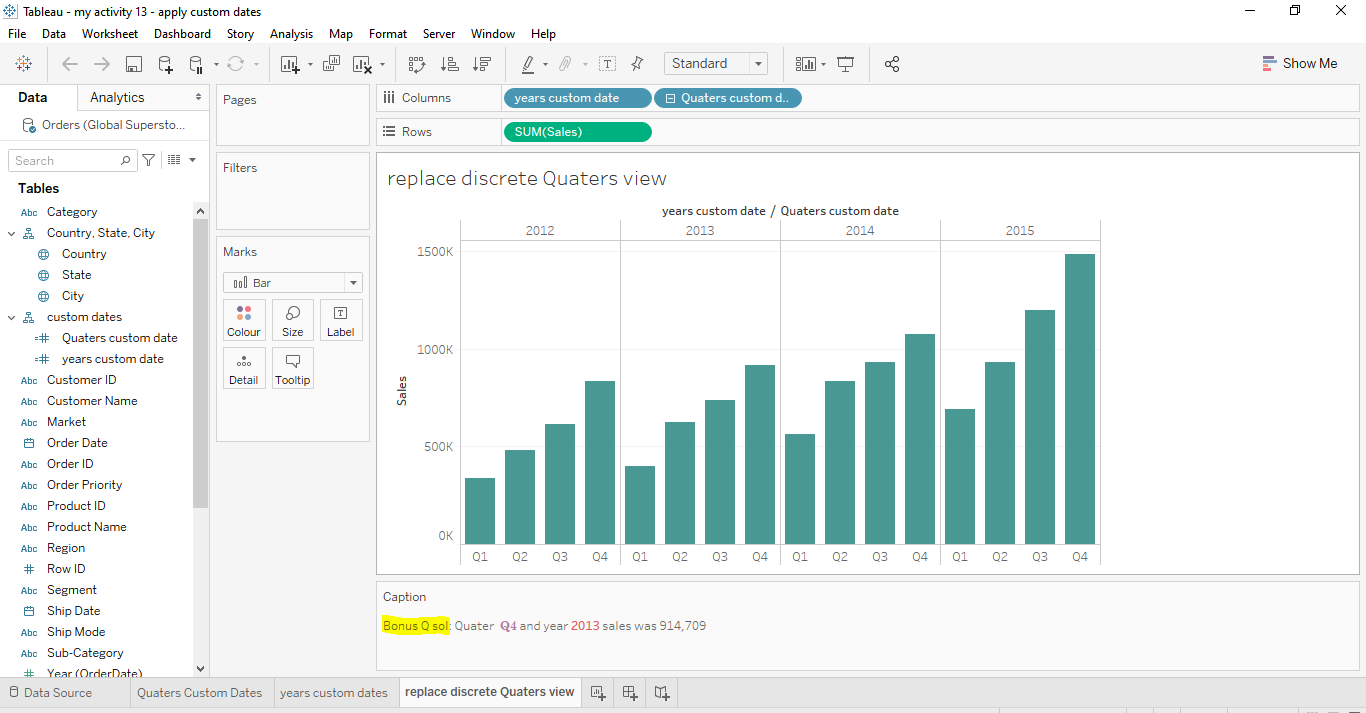 Tableau - my activity 13 - apply custom dates
File Data Worksheet Dashboard Story Analysis Map Format Server Window Help
Standard
Show Me
Data Analytics
Orders (Global Supersto...
Search
Tables
Abc Category
Country, State, City
Country
State
City
custom dates
=# Quaters custom date
=# years custom date
Abc Customer ID
Abc Customer Name
Abc Market
Order Date
Abc Order ID
Abc Order Priority
Abc Product ID
Abc Product Name
Abc Region
# Row ID
Abc Segment
Ship Date
Abc Ship Mode
Abc Sub-Category
# Year (OrderDate)
Pages
Filters
Marks
Bar
Colour Size Label
Detail Tooltip
Columns years custom date Quaters custom d..
Rows SUM(Sales)
replace discrete Quaters view
years custom date / Quaters custom date
2012 2013 2014 2015
1500K
1000K
500K
0K
Sales
Q1 Q2 Q3 Q4 Q1 Q2 Q3 Q4 Q1 Q2 Q3 Q4 Q1 Q2 Q3 Q4
Caption
Bonus Q sol: Quater Q4 and year 2013 sales was 914,709
Data Source Quaters Custom Dates years custom dates replace discrete Quaters view